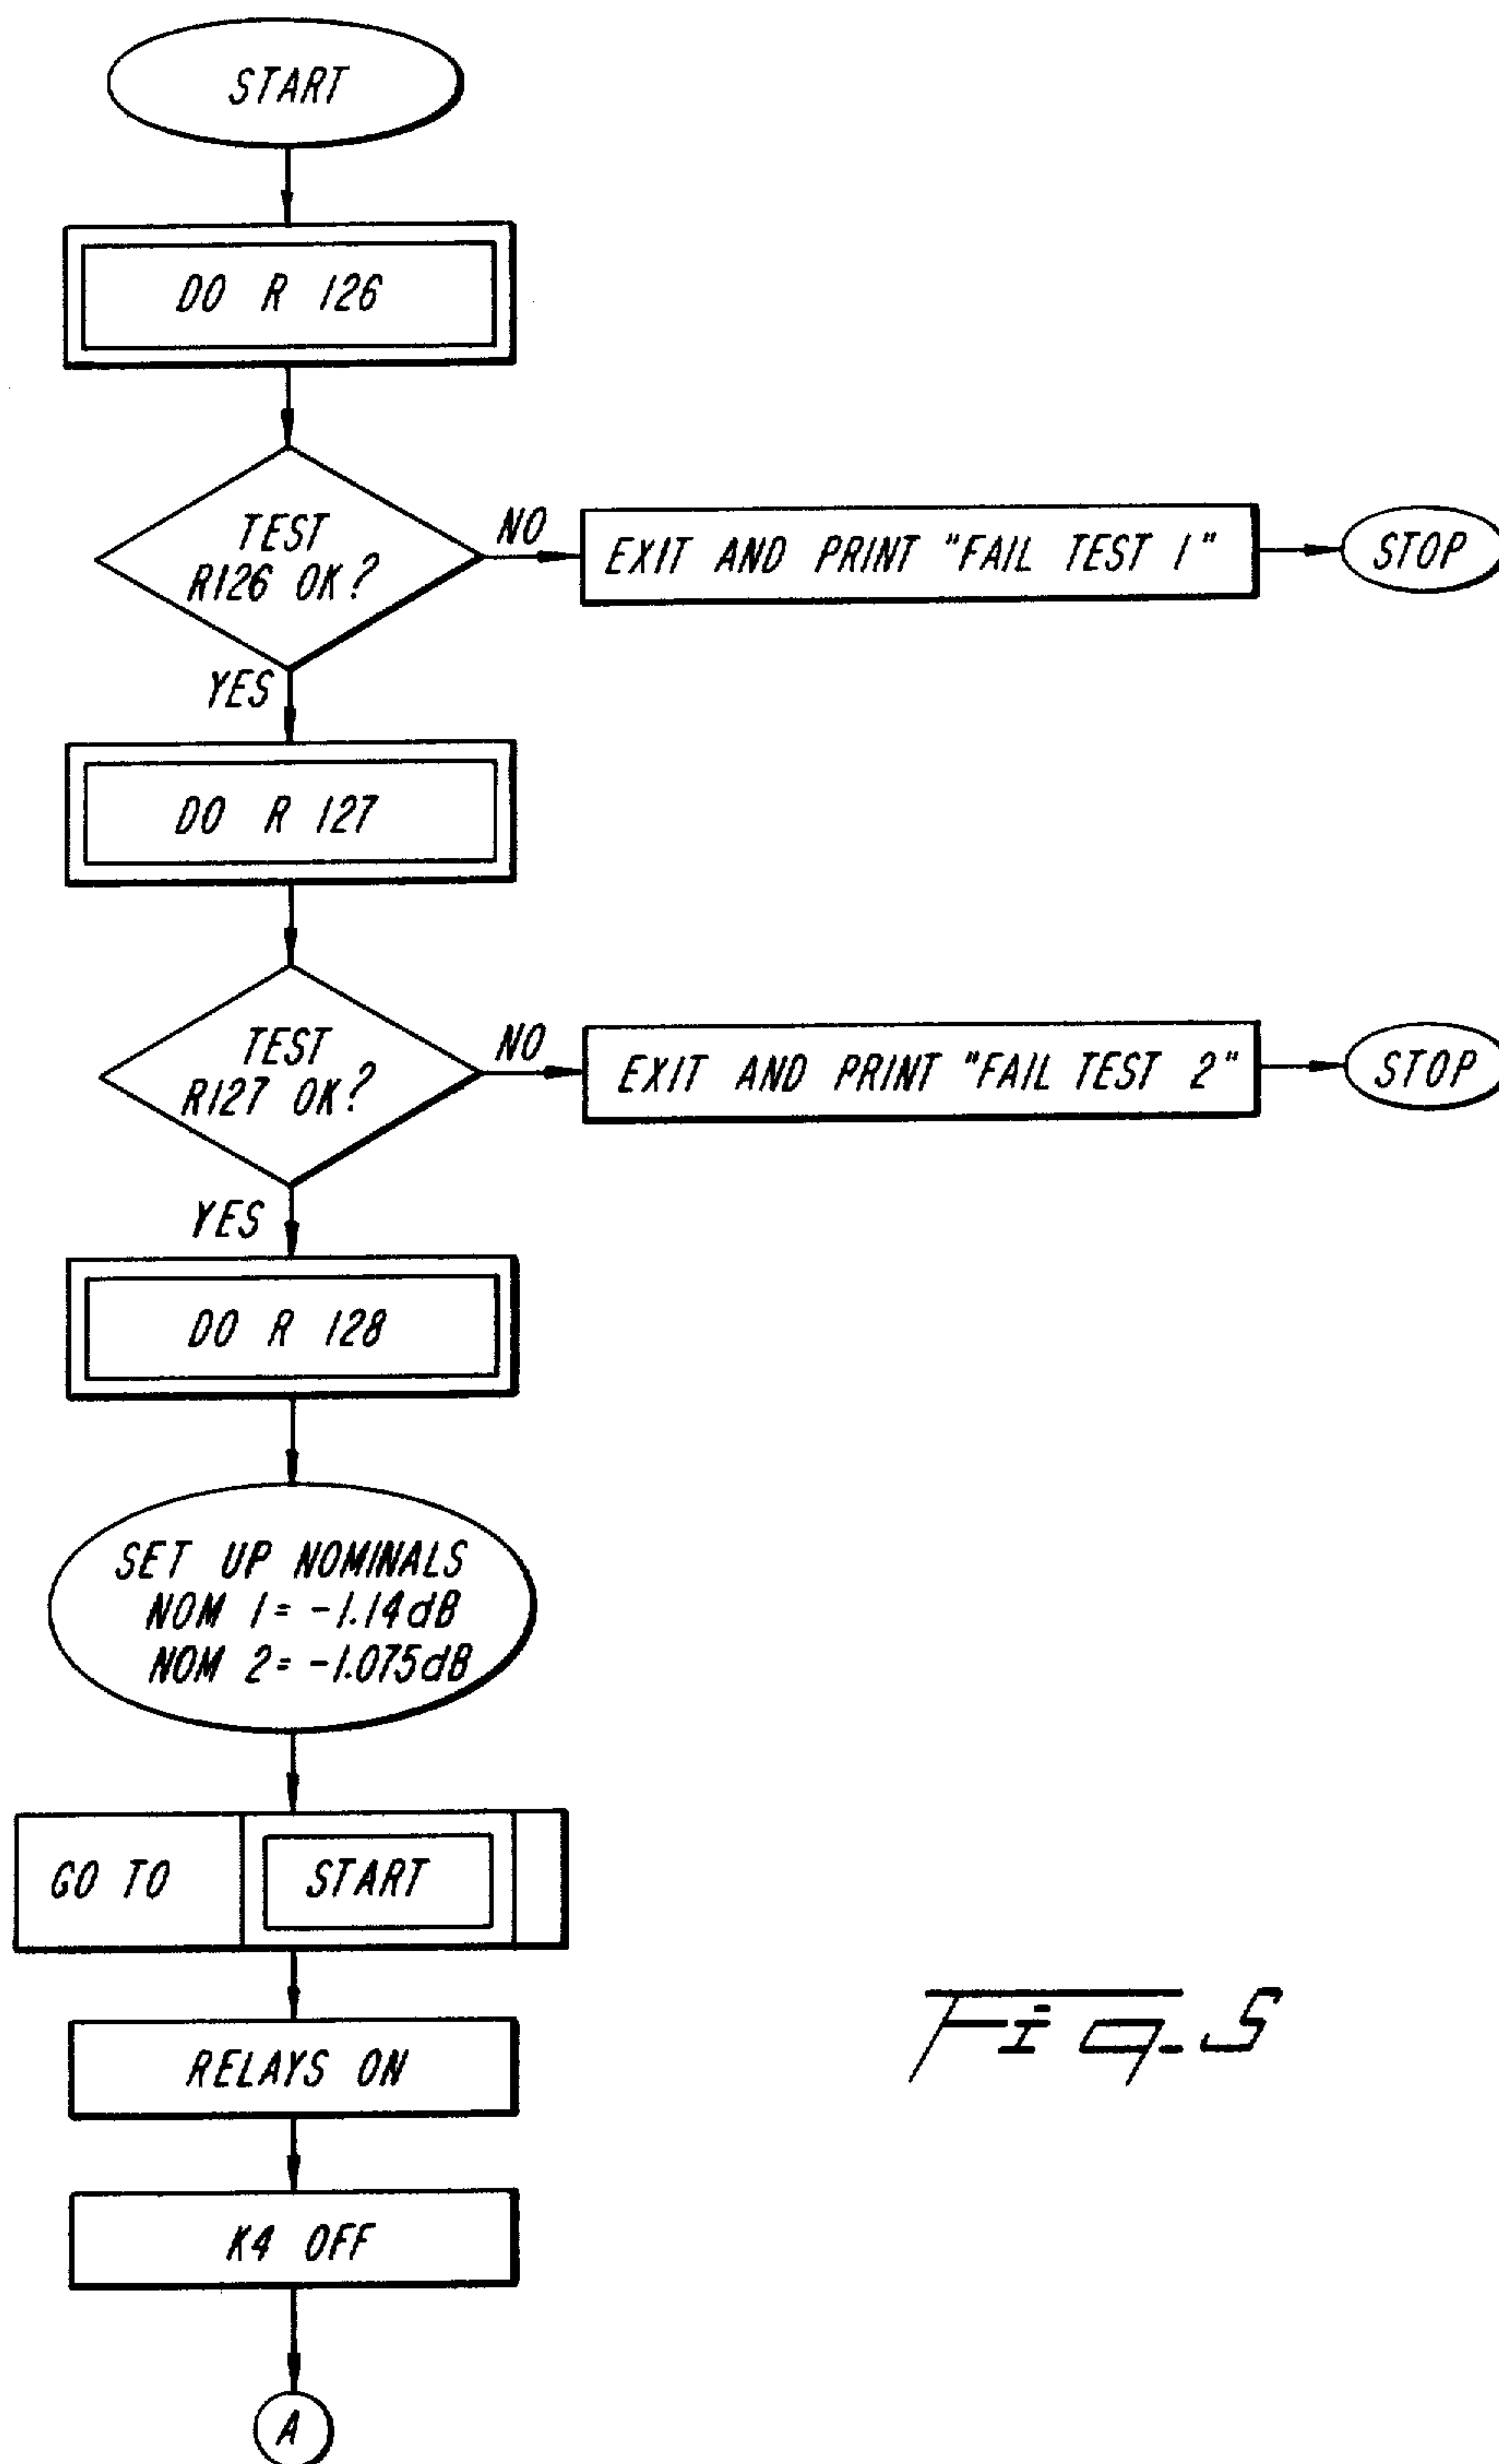 START
DO R 126
TEST
R126 OK?
NO
EXIT AND PRINT "FAIL TEST 1"
STOP
YES
DO R 127
TEST
R127 OK?
NO
EXIT AND PRINT "FAIL TEST 2"
STOP
YES
DO R 128
SET UP NOMINALS
NOM 1 = -1.14dB
NOM 2 = -1.075dB
GO TO START
RELAYS ON
K4 OFF
A
Fig. 5